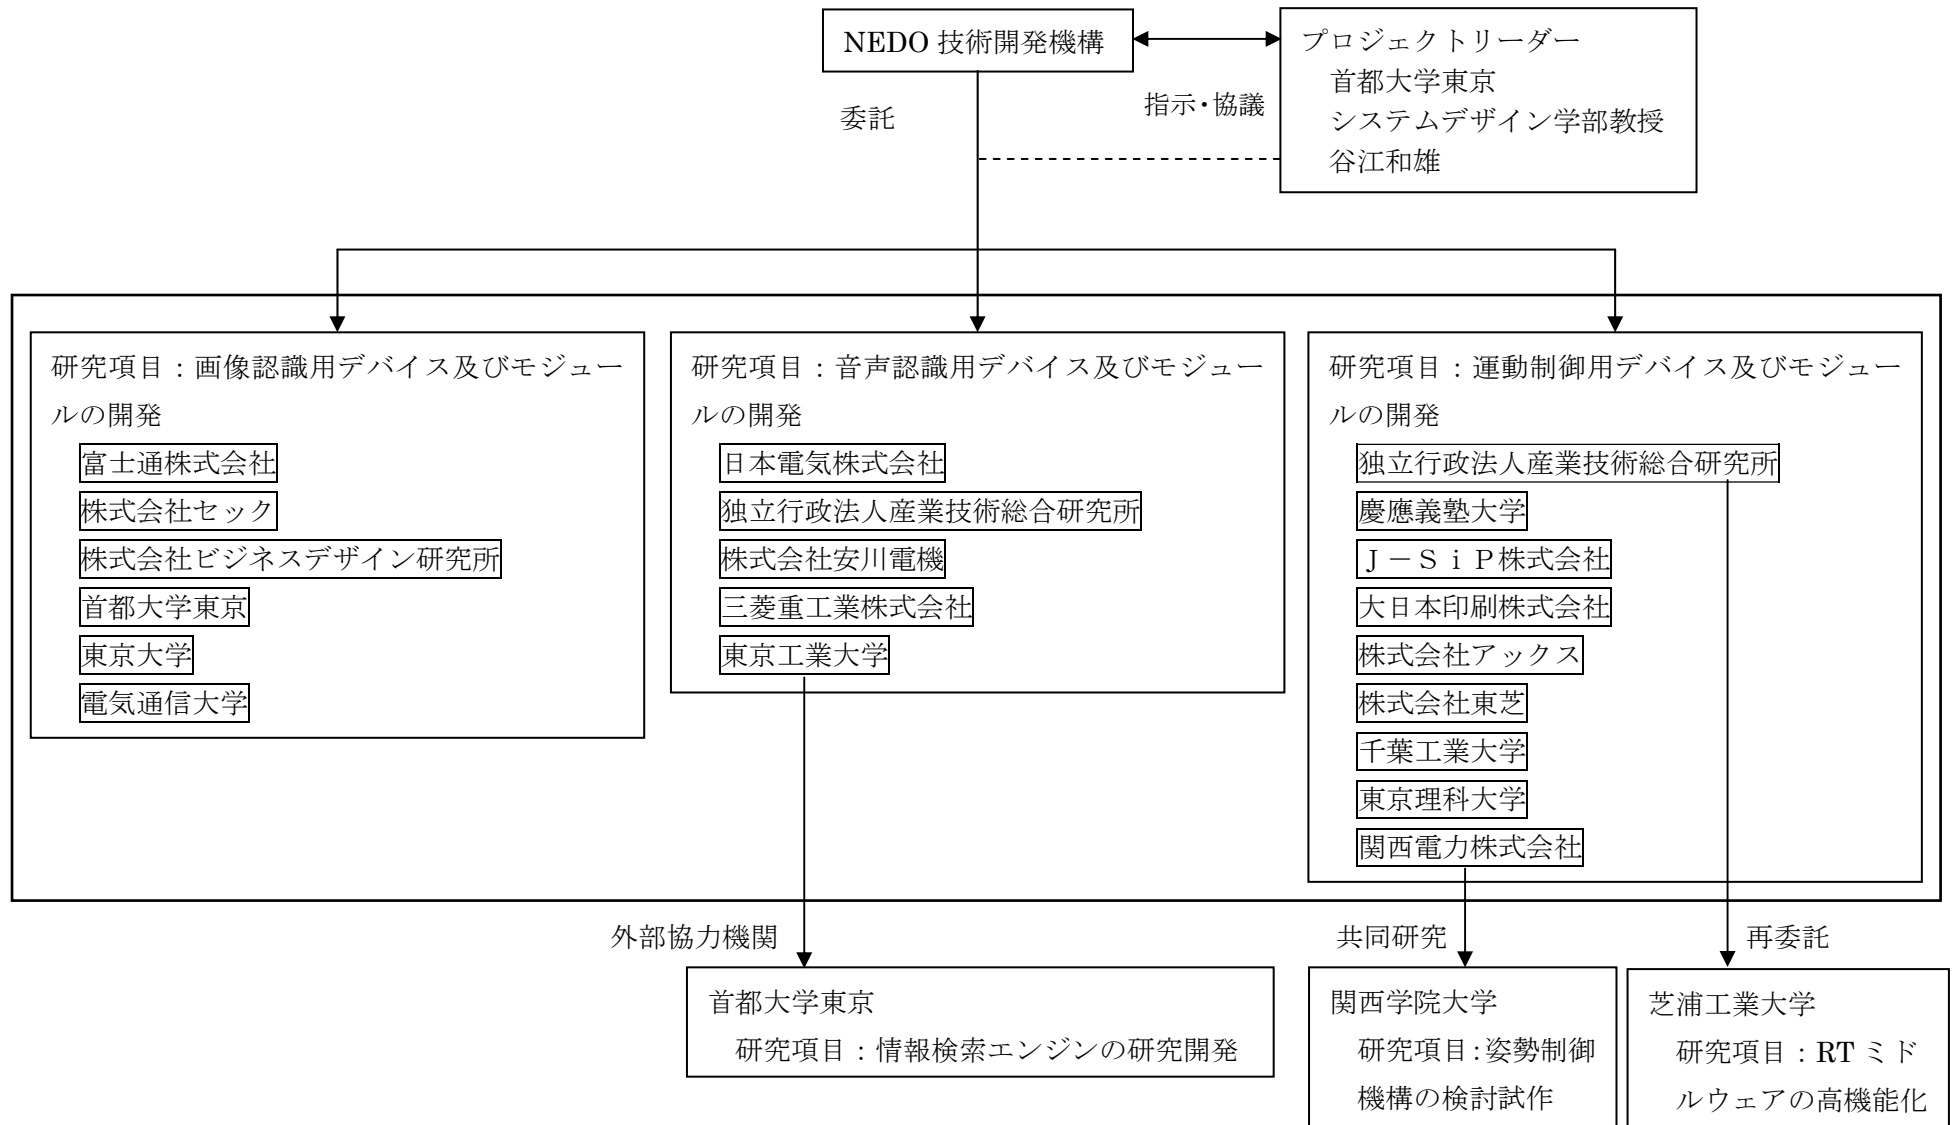 NEDO 技術開発機構
プロジェクトリーダー
首都大学東京
システムデザイン学部教授
谷江和雄
委託
指示・協議
研究項目：画像認識用デバイス及びモジュー
ルの開発
富士通株式会社
株式会社セック
株式会社ビジネスデザイン研究所
首都大学東京
東京大学
電気通信大学
研究項目：音声認識用デバイス及びモジュー
ルの開発
日本電気株式会社
独立行政法人産業技術総合研究所
株式会社安川電機
三菱重工業株式会社
東京工業大学
研究項目：運動制御用デバイス及びモジュー
ルの開発
独立行政法人産業技術総合研究所
慶應義塾大学
Ｊ－ＳｉＰ株式会社
大日本印刷株式会社
株式会社アックス
株式会社東芝
千葉工業大学
東京理科大学
関西電力株式会社
外部協力機関
首都大学東京
研究項目：情報検索エンジンの研究開発
共同研究
関西学院大学
研究項目：姿勢制御
機構の検討試作
再委託
芝浦工業大学
研究項目：RT ミド
ルウェアの高機能化